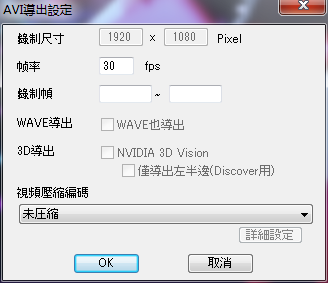 AVI導出設定
錄制尺寸 1920 x 1080 Pixel
帧率 30 fps
錄制幀 ~
WAVE導出 WAVE也導出
3D導出 NVIDIA 3D Vision
僅導出左半邊(Discover用)
視頻壓縮編碼
未圧縮
詳細設定
OK 取消